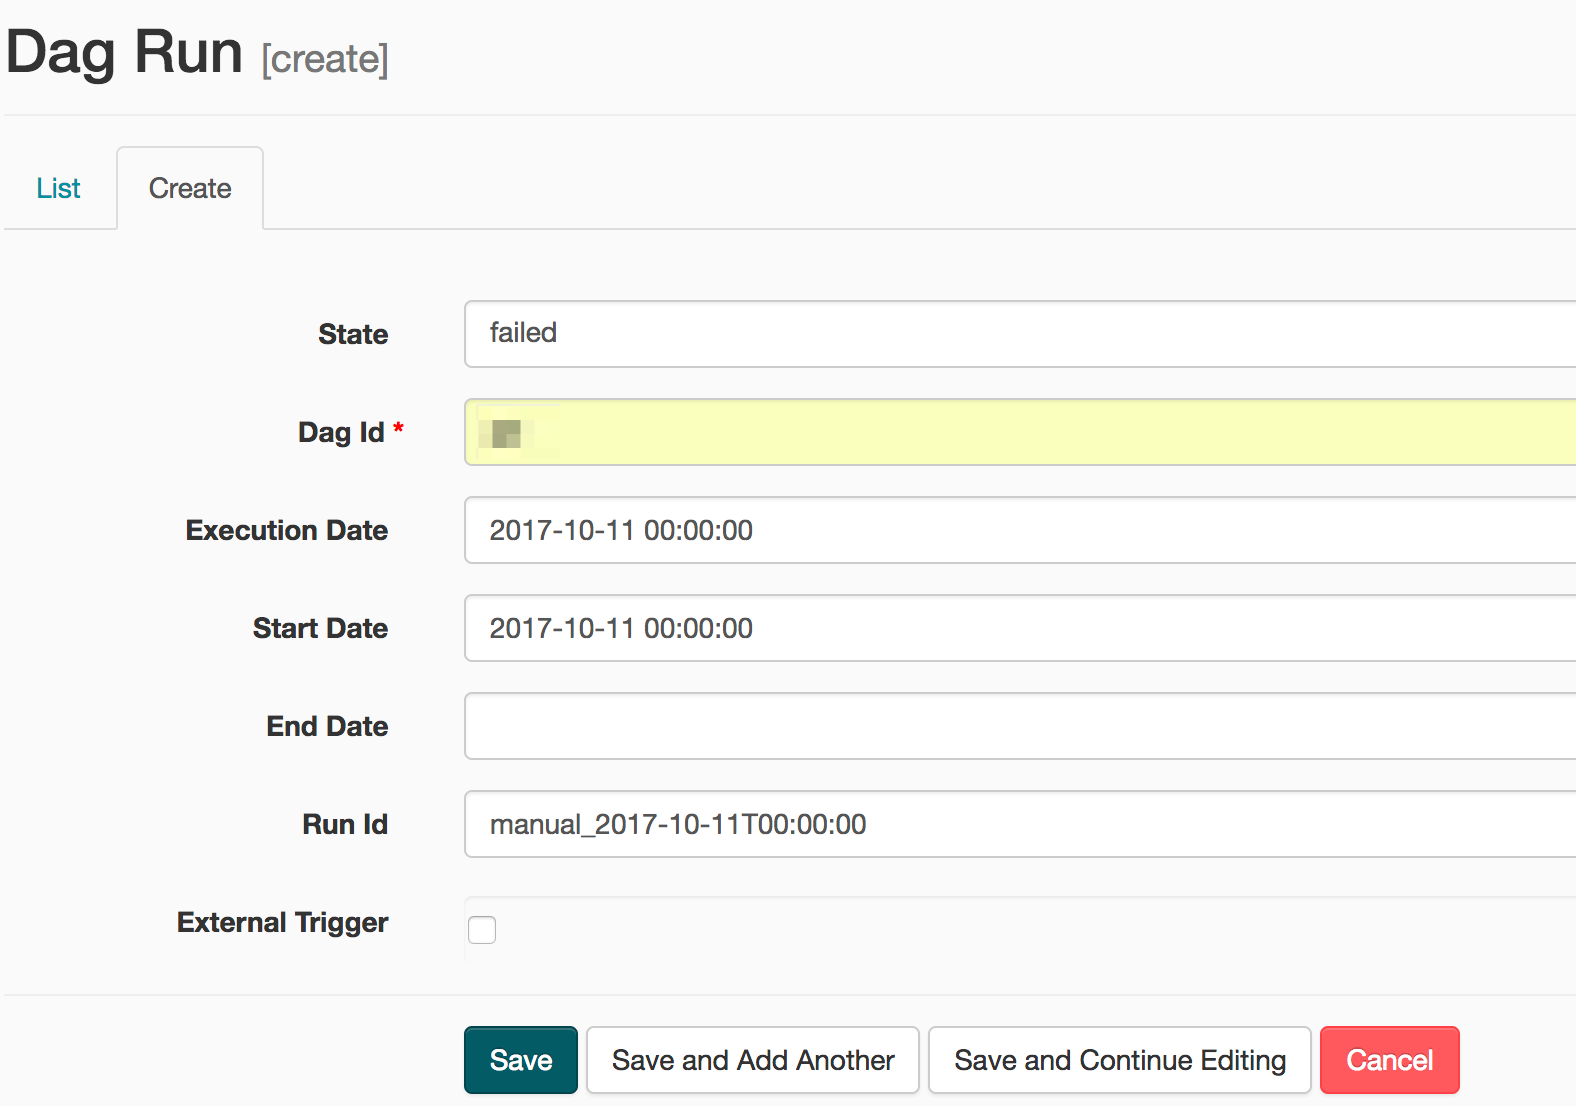 Dag Run [create]
List Create
State failed
Dag Id *
Execution Date 2017-10-11 00:00:00
Start Date 2017-10-11 00:00:00
End Date
Run Id manual_2017-10-11T00:00:00
External Trigger
Save Save and Add Another Save and Continue Editing Cancel